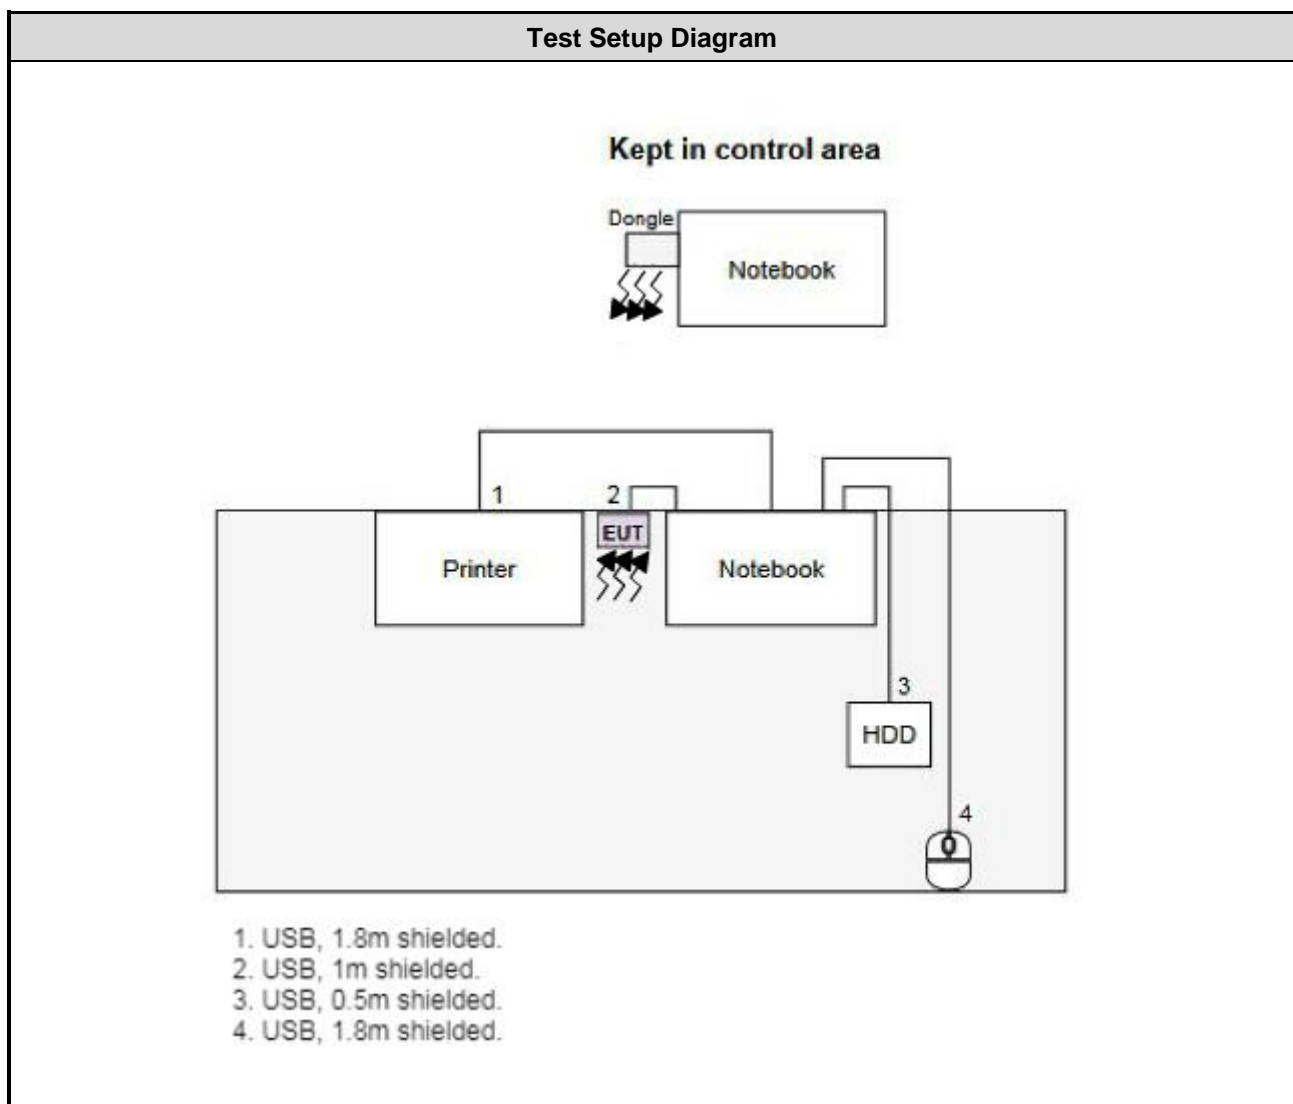 Test Setup Diagram
Kept in control area
Dongle
Notebook
1
2
EUT
Printer
Notebook
3
HDD
4
1. USB, 1.8m shielded.
2. USB, 1m shielded.
3. USB, 0.5m shielded.
4. USB, 1.8m shielded.